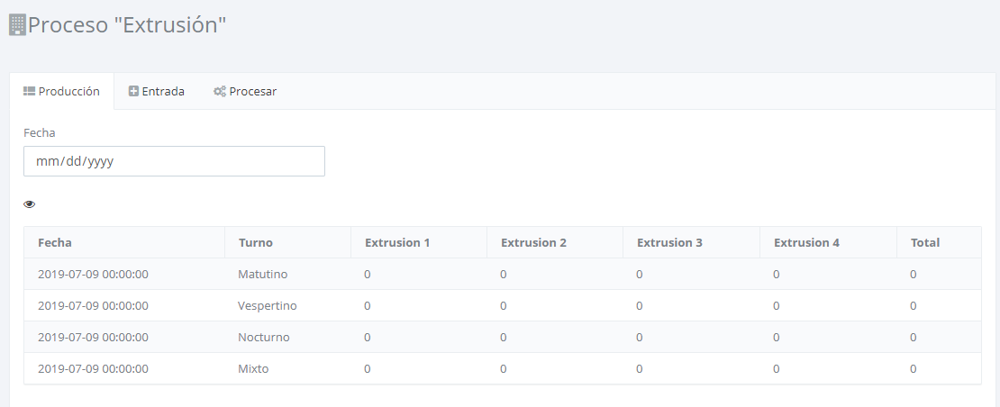 Proceso "Extrusión"
Producción Entrada Procesar
Fecha
mm/dd/yyyy
Fecha Turno Extrusion 1 Extrusion 2 Extrusion 3 Extrusion 4 Total
2019-07-09 00:00:00 Matutino 0 0 0 0 0
2019-07-09 00:00:00 Vespertino 0 0 0 0 0
2019-07-09 00:00:00 Nocturno 0 0 0 0 0
2019-07-09 00:00:00 Mixto 0 0 0 0 0